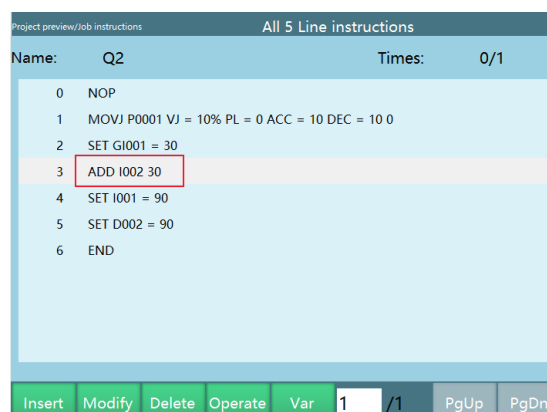 Project preview/Job instructions All 5 Line instructions
Name: Q2 Times: 0/1
0 NOP
1 MOVJ P0001 VJ = 10% PL = 0 ACC = 10 DEC = 10 0
2 SET GI001 = 30
3 ADD I002 30
4 SET I001 = 90
5 SET D002 = 90
6 END
Insert Modify Delete Operate Var 1 /1 PgUp PgDn